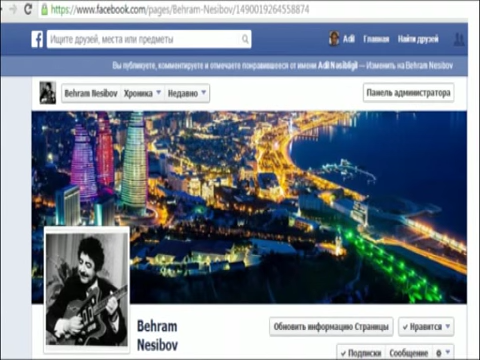 https://www.facebook.com/pages/Behram-Nesibov/1490019264558874
f Ищите друзей, места или предметы Adil Главная Найти друзей
Вы публикуете, комментируете и отмечаете понравившееся от имени Adil Nasibligil — Изменить на Behram Nesibov
Behram Nesibov Хроника Недавно Панель администратора
Behram
Nesibov
Обновить информацию Страницы ✓ Нравится
✓ Подписки Сообщение